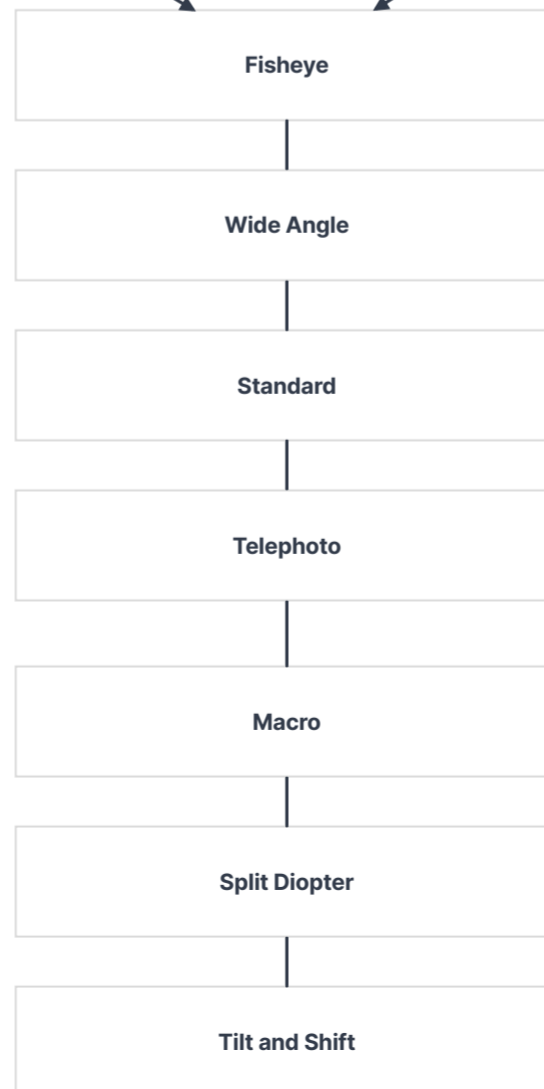 Fisheye
Wide Angle
Standard
Telephoto
Macro
Split Diopter
Tilt and Shift